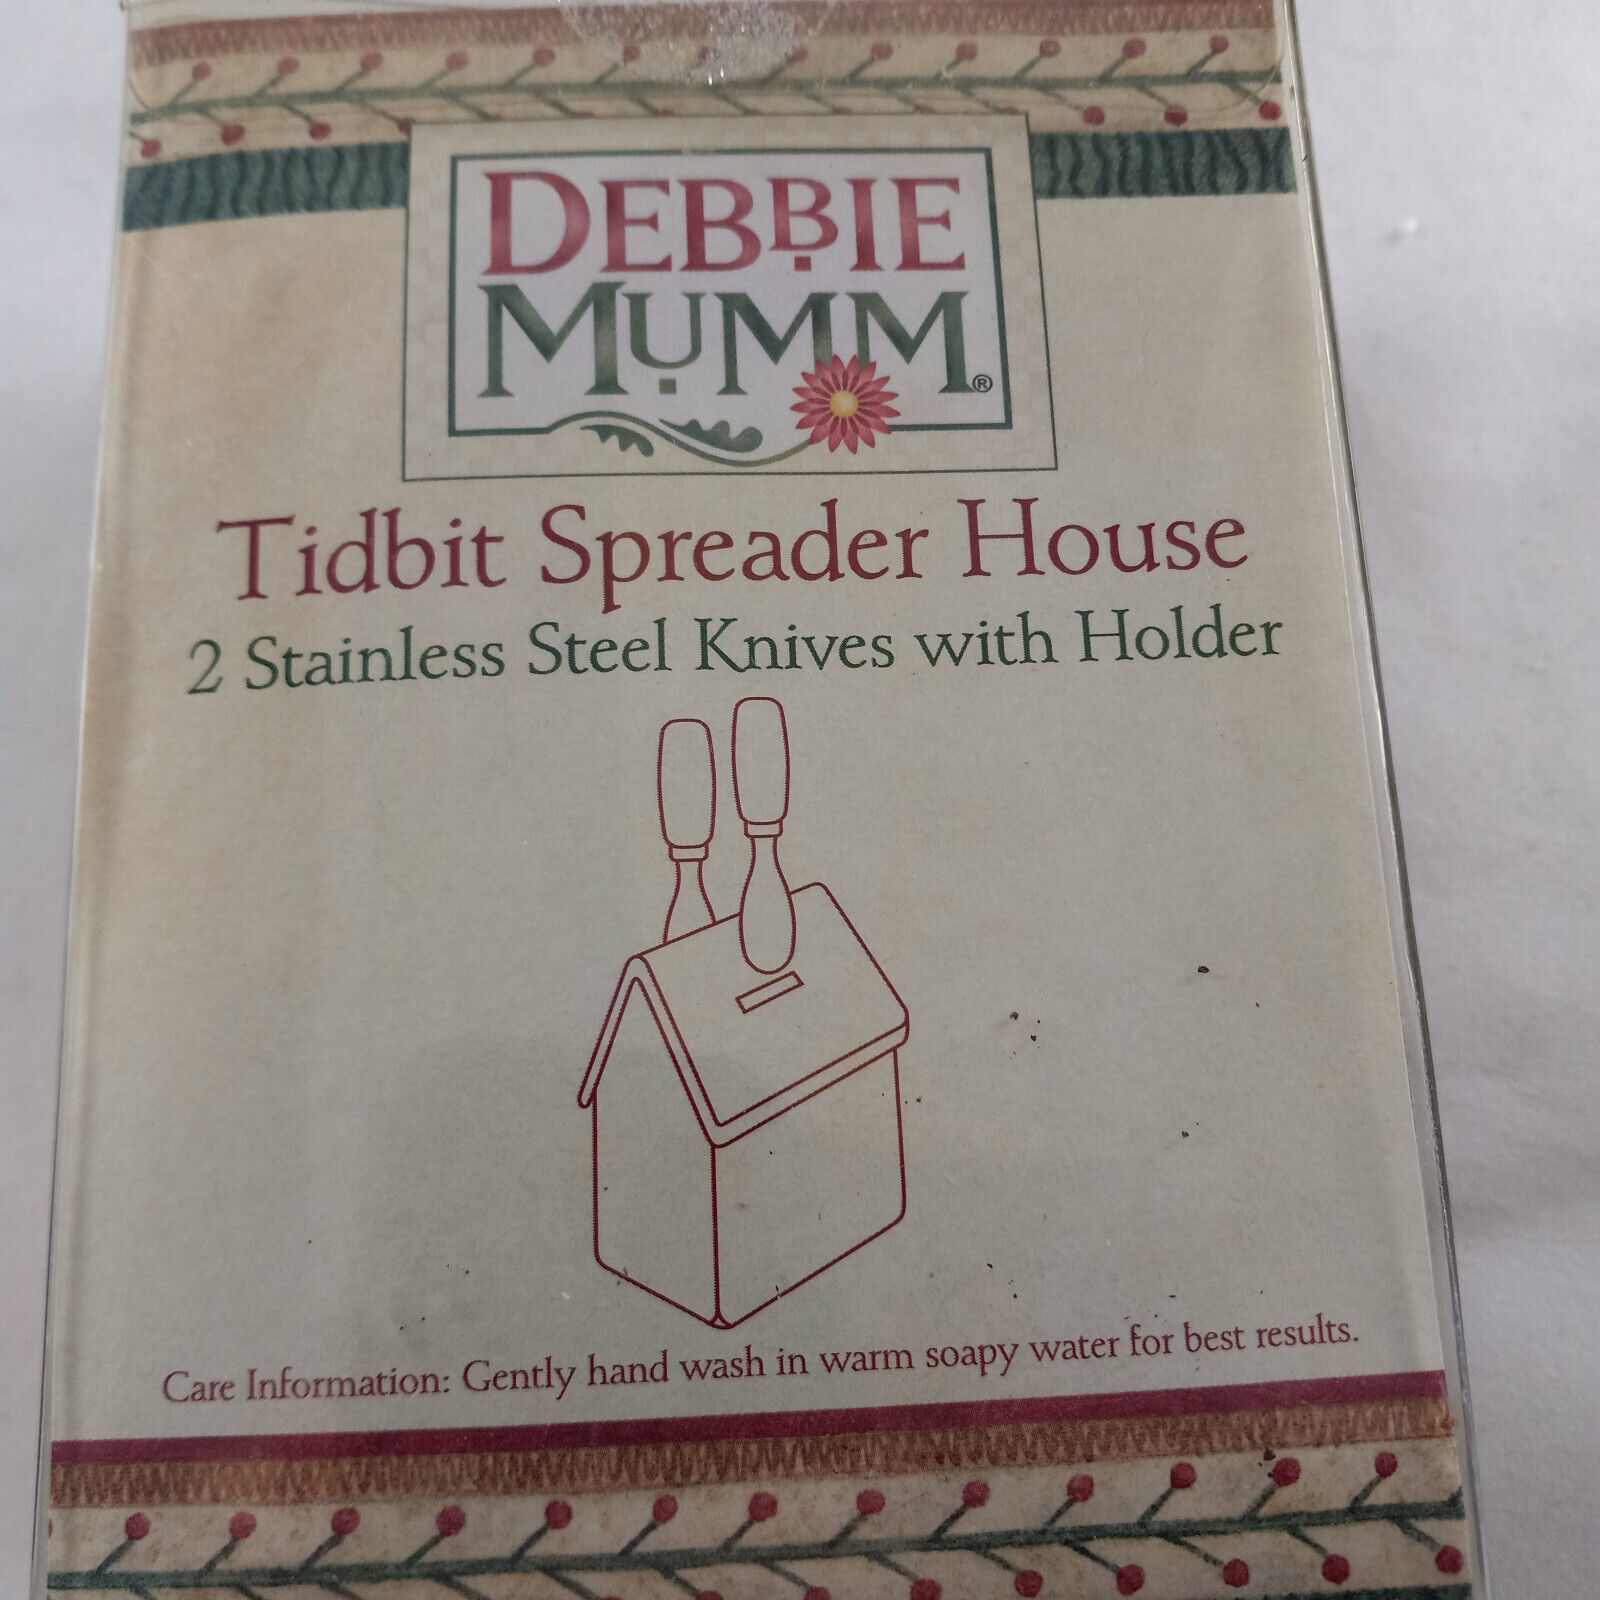 DEBBIE
MUMM®
Tidbit Spreader House
2 Stainless Steel Knives with Holder
Care Information: Gently hand wash in warm soapy water for best results.